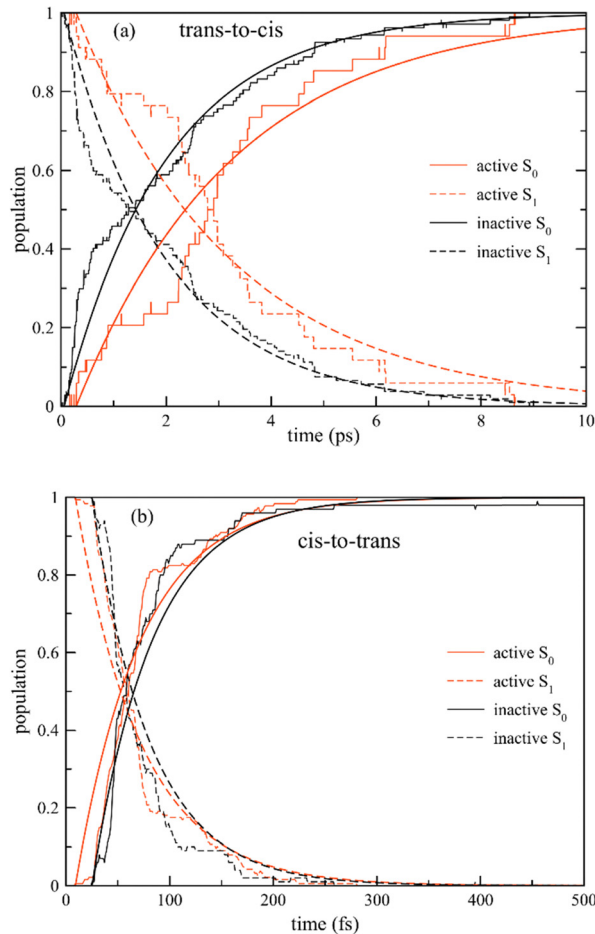 1
(a)
trans-to-cis
0.8
0.6
active S0
active S1
inactive S0
inactive S1
population
0.4
0.2
0
0 2 4 6 8 10
time (ps)
1
(b)
cis-to-trans
0.8
0.6
active S0
active S1
inactive S0
inactive S1
population
0.4
0.2
0
0 100 200 300 400 500
time (fs)